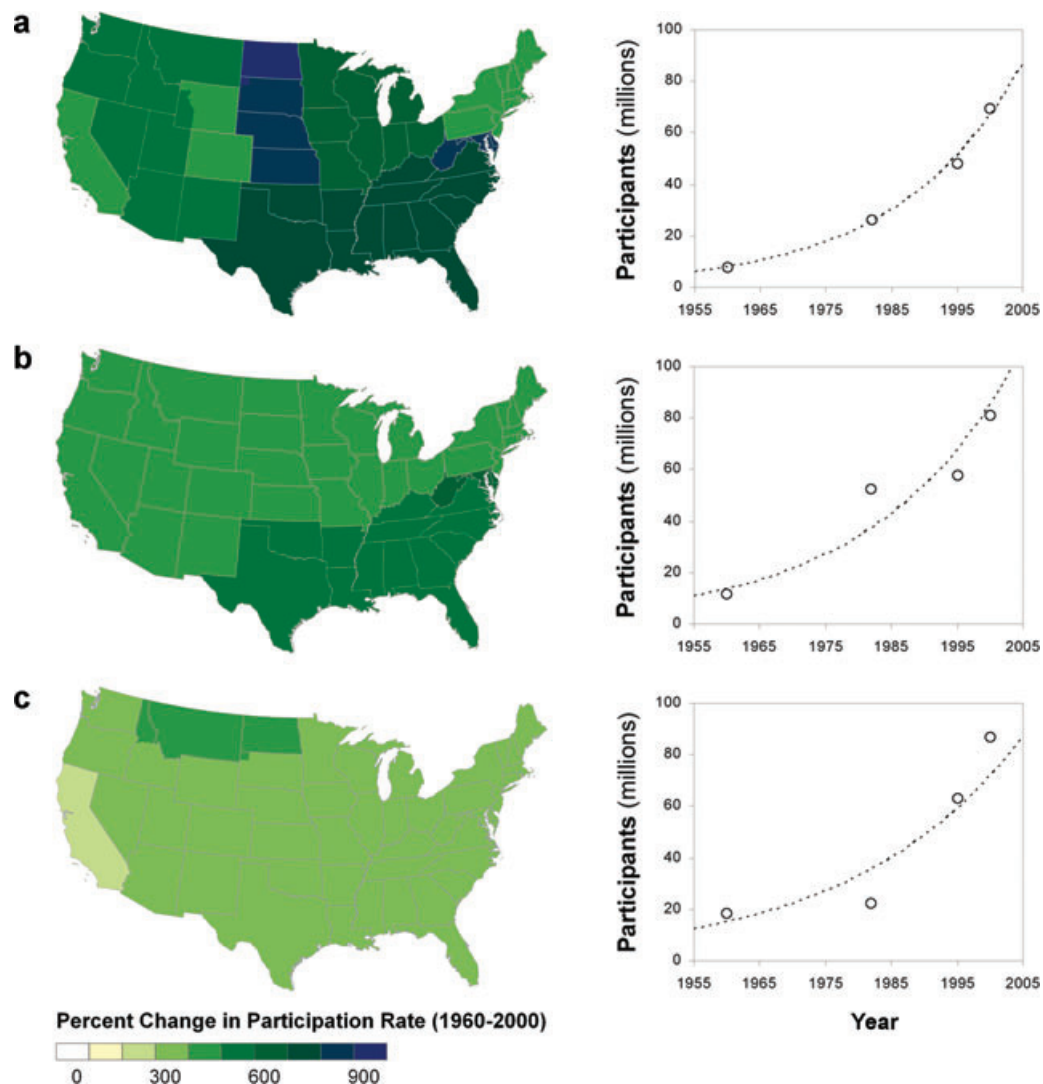 a
100
80
60
40
20
0
Participants (millions)
1955 1965 1975 1985 1995 2005
b
100
80
60
40
20
0
Participants (millions)
1955 1965 1975 1985 1995 2005
c
100
80
60
40
20
0
Participants (millions)
1955 1965 1975 1985 1995 2005
Year
Percent Change in Participation Rate (1960-2000)
0 300 600 900